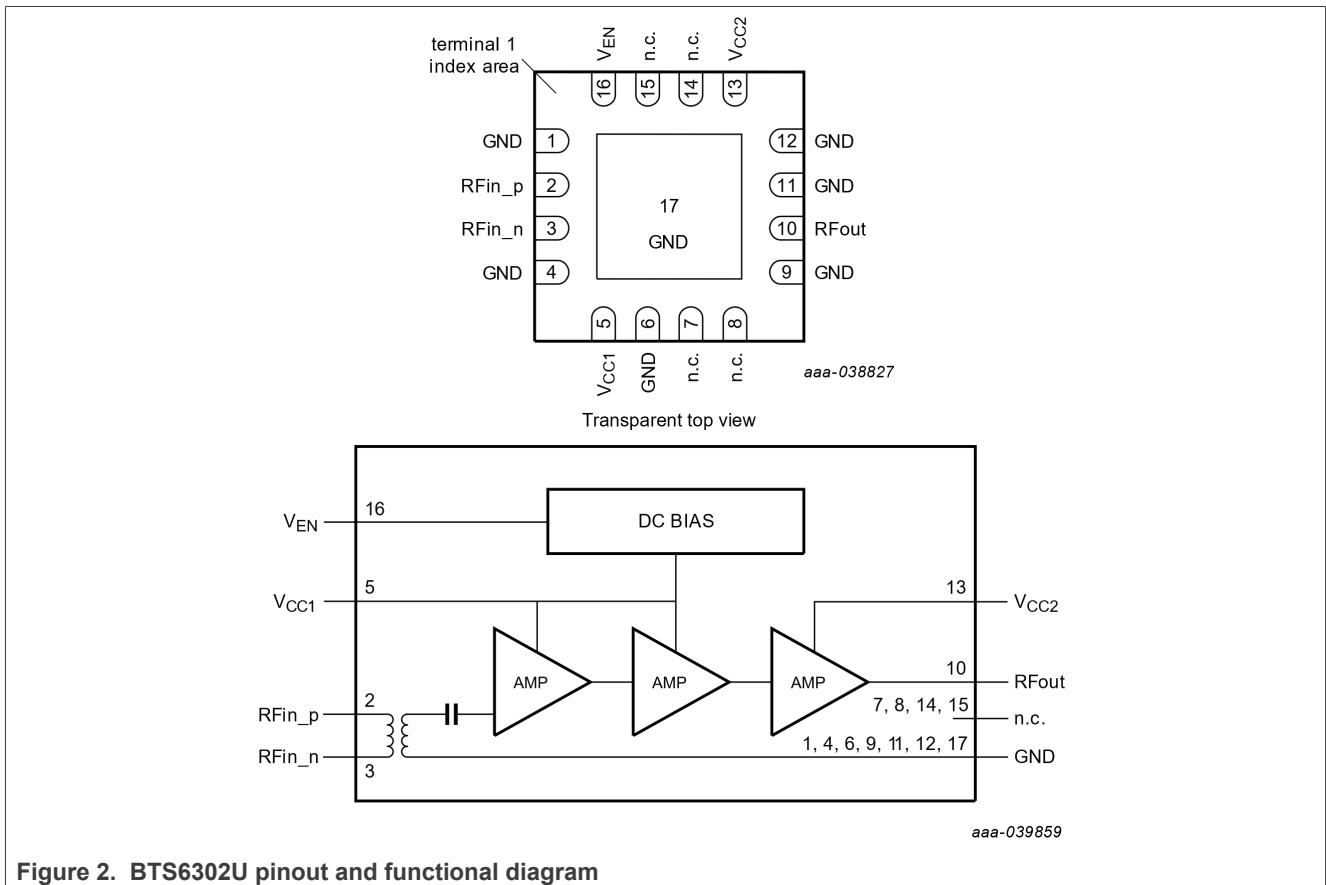 terminal 1
index area
VEN
n.c.
n.c.
VCC2
16
15
14
13
GND 1
12 GND
RFin_p 2
11 GND
17
RFin_n 3
10 RFout
GND
GND 4
9 GND
5
6
7
8
VCC1
GND
n.c.
n.c.
aaa-038827
Transparent top view
VEN 16
DC BIAS
VCC1 5
13 VCC2
AMP
AMP
AMP
10 RFout
RFin_p 2
7, 8, 14, 15
n.c.
RFin_n 3
1, 4, 6, 9, 11, 12, 17
GND
aaa-039859
Figure 2. BTS6302U pinout and functional diagram